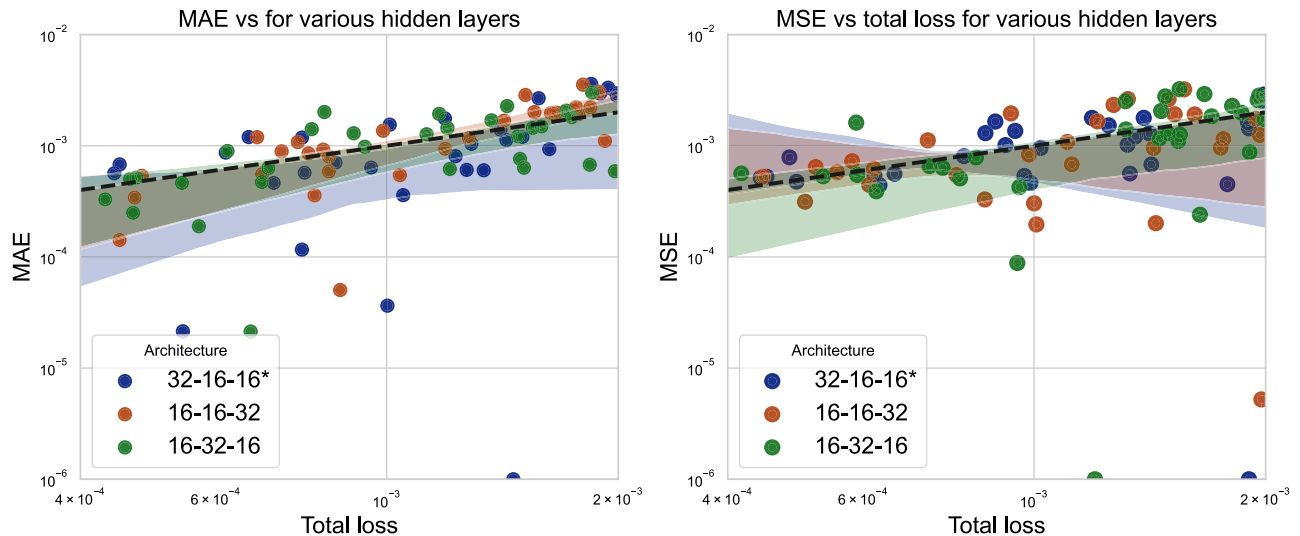 MAE vs for various hidden layers
MAE
10⁻²
10⁻³
10⁻⁴
10⁻⁵
10⁻⁶
Architecture
32-16-16*
16-16-32
16-32-16
4 × 10⁻⁴
6 × 10⁻⁴
10⁻³
2 × 10⁻³
Total loss
MSE vs total loss for various hidden layers
MSE
10⁻²
10⁻³
10⁻⁴
10⁻⁵
10⁻⁶
Architecture
32-16-16*
16-16-32
16-32-16
4 × 10⁻⁴
6 × 10⁻⁴
10⁻³
2 × 10⁻³
Total loss